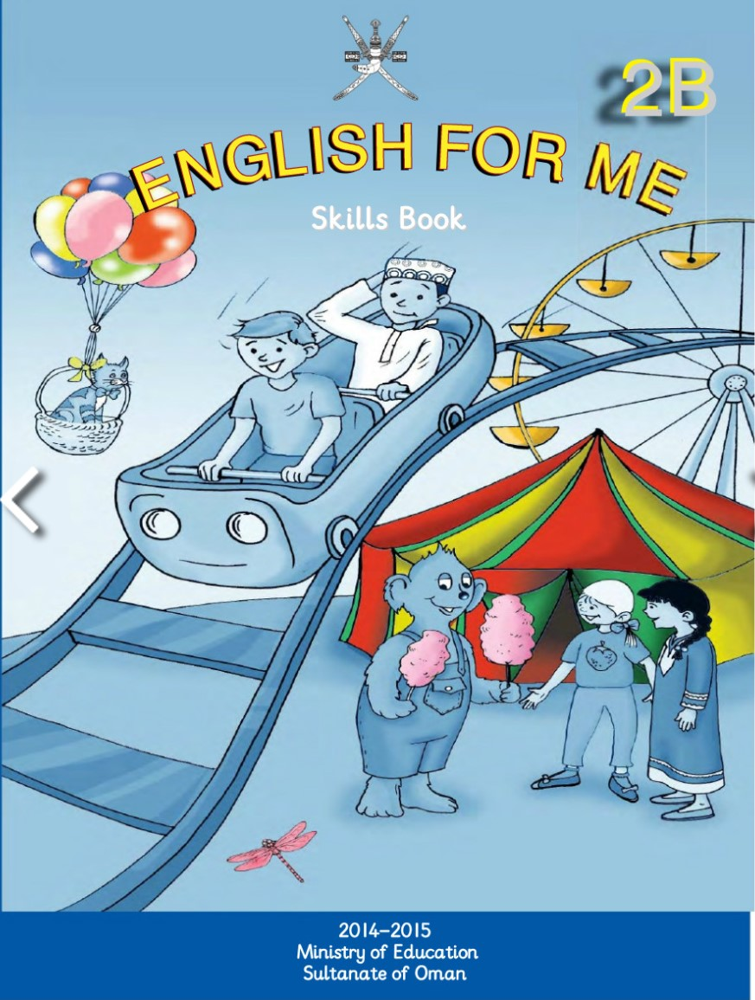 2B
ENGLISH FOR ME
Skills Book
2014–2015
Ministry of Education
Sultanate of Oman